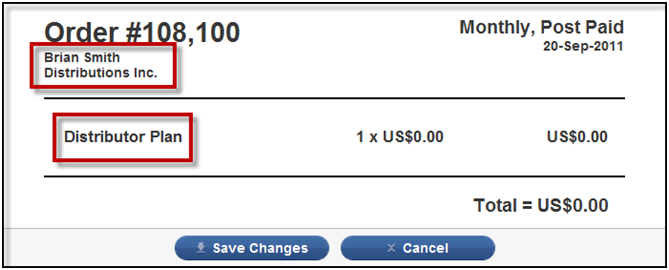 Order #108,100
Monthly, Post Paid
Brian Smith
20-Sep-2011
Distributions Inc.
Distributor Plan 1 x US$0.00 US$0.00
Total = US$0.00
Save Changes Cancel